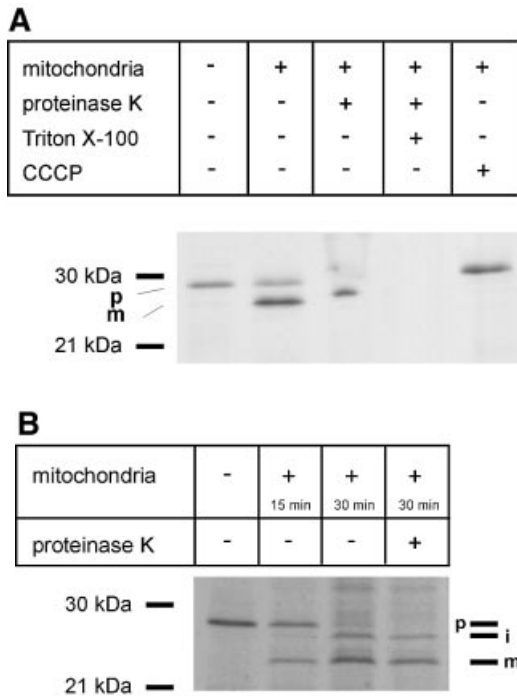 A
mitochondria - + + + +
proteinase K - - + + -
Triton X-100 - - - + -
CCCP - - - - +
30 kDa
p
m
21 kDa
B
mitochondria - + + +
15 min 30 min 30 min
proteinase K - - - +
30 kDa
p
i
m
21 kDa